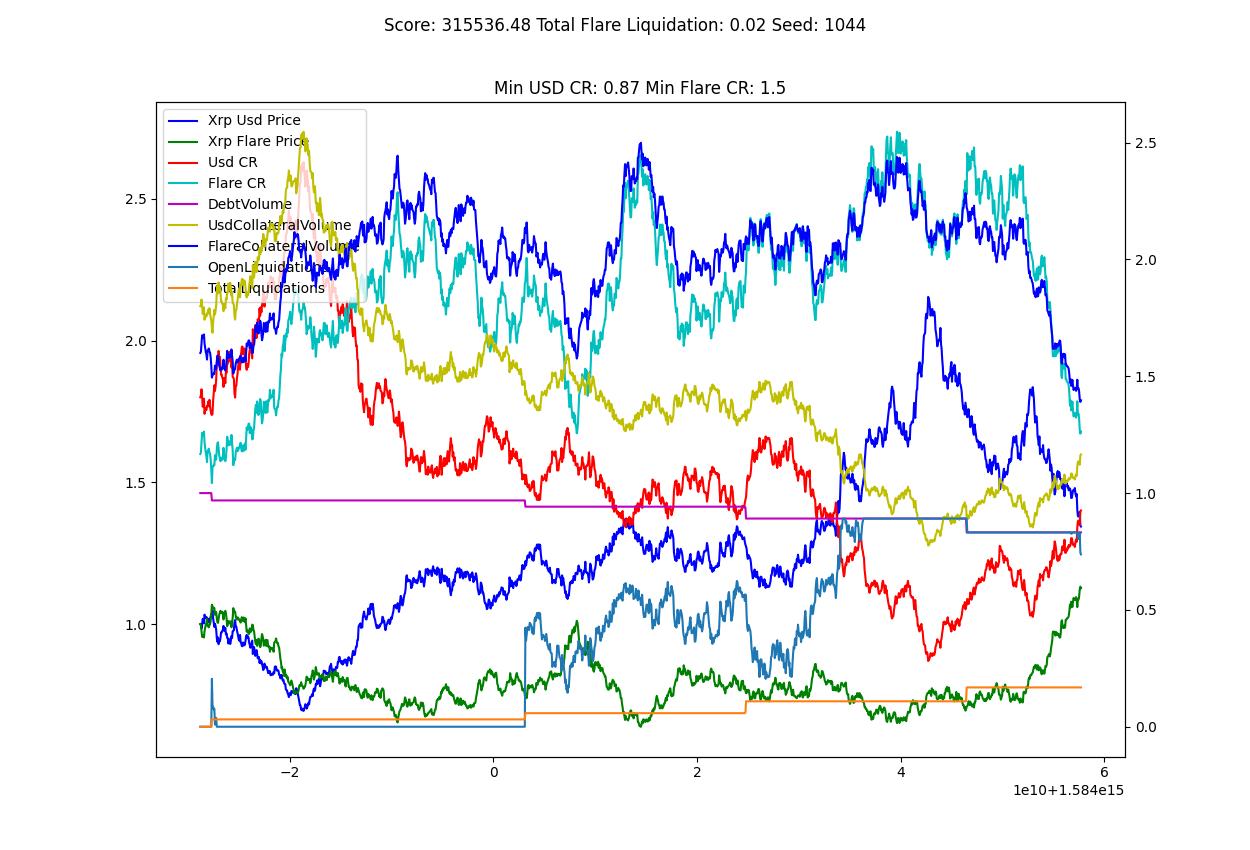 Score: 315536.48 Total Flare Liquidation: 0.02 Seed: 1044
Min USD CR: 0.87 Min Flare CR: 1.5
Xrp Usd Price
Xrp Flare Price
Usd CR
Flare CR
DebtVolume
UsdCollateralVolume
FlareCollateralVolume
OpenLiquidations
TotalLiquidations
2.5
2.0
1.5
1.0
2.5
2.0
1.5
1.0
0.5
0.0
−2
0
2
4
6
1e10+1.584e15